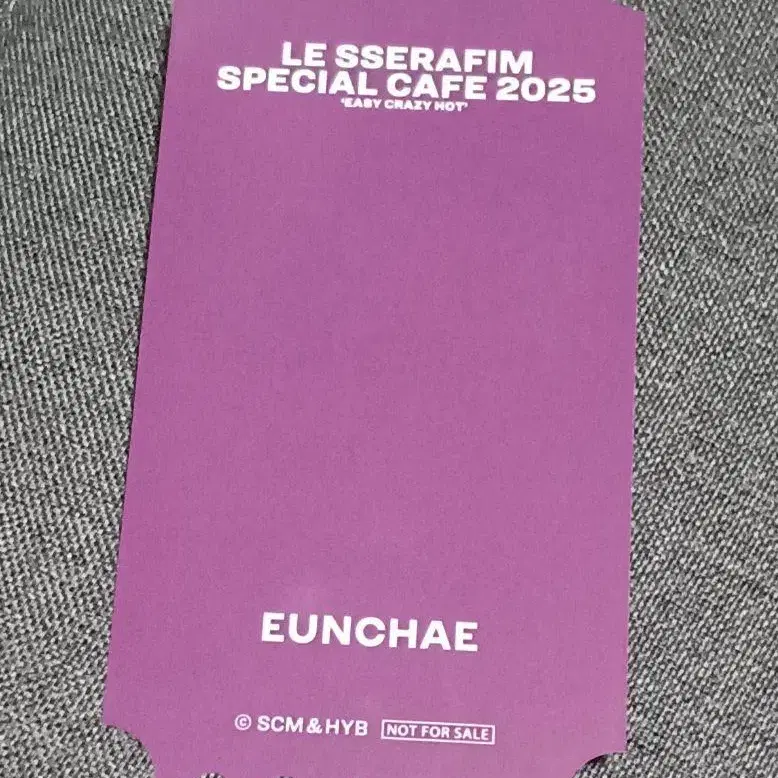 LE SSERAFIM
SPECIAL CAFE 2025
'EASY CRAZY HOT'
EUNCHAE
© SCM & HYB NOT FOR SALE